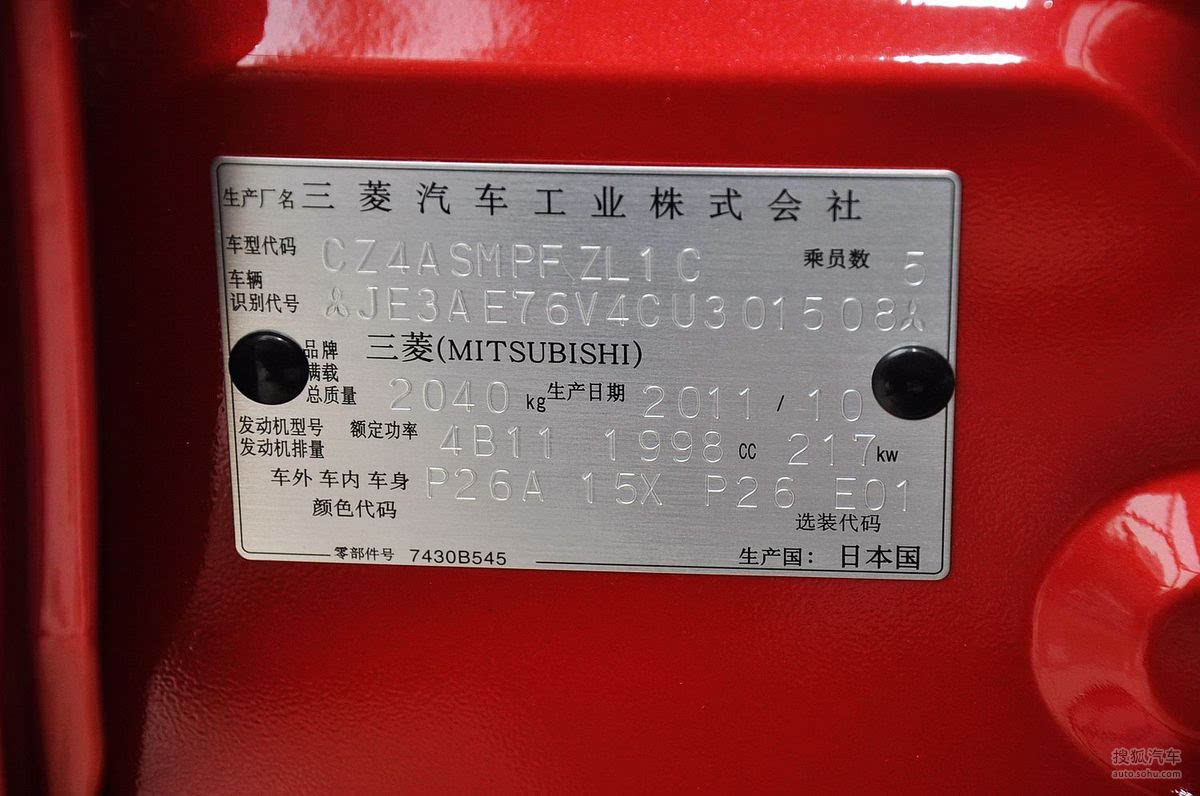 生产厂名 三菱汽车工业株式会社
车型代码 CZ4ASMPFZL1C 乘员数 5
车辆
识别代号 JE3AE76V4CU301508
品牌 三菱(MITSUBISHI)
满载
总质量 2040 kg 生产日期 2011 / 10
发动机型号 额定功率 4B11 1998 CC 217 kw
发动机排量
车外 车内 车身 P26A 15X P26 E01
颜色代码 选装代码
零部件号 7430B545 生产国: 日本国
搜狐汽车
auto.sohu.com